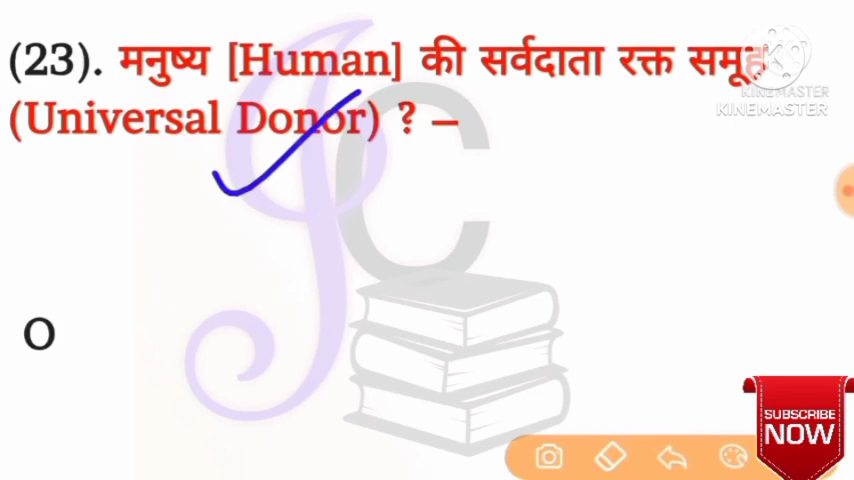 (23). मनुष्य [Human] की सर्वदाता रक्त समूह
(Universal Donor) ? –
KINEMASTER
KINEMASTER
O
SUBSCRIBE
NOW